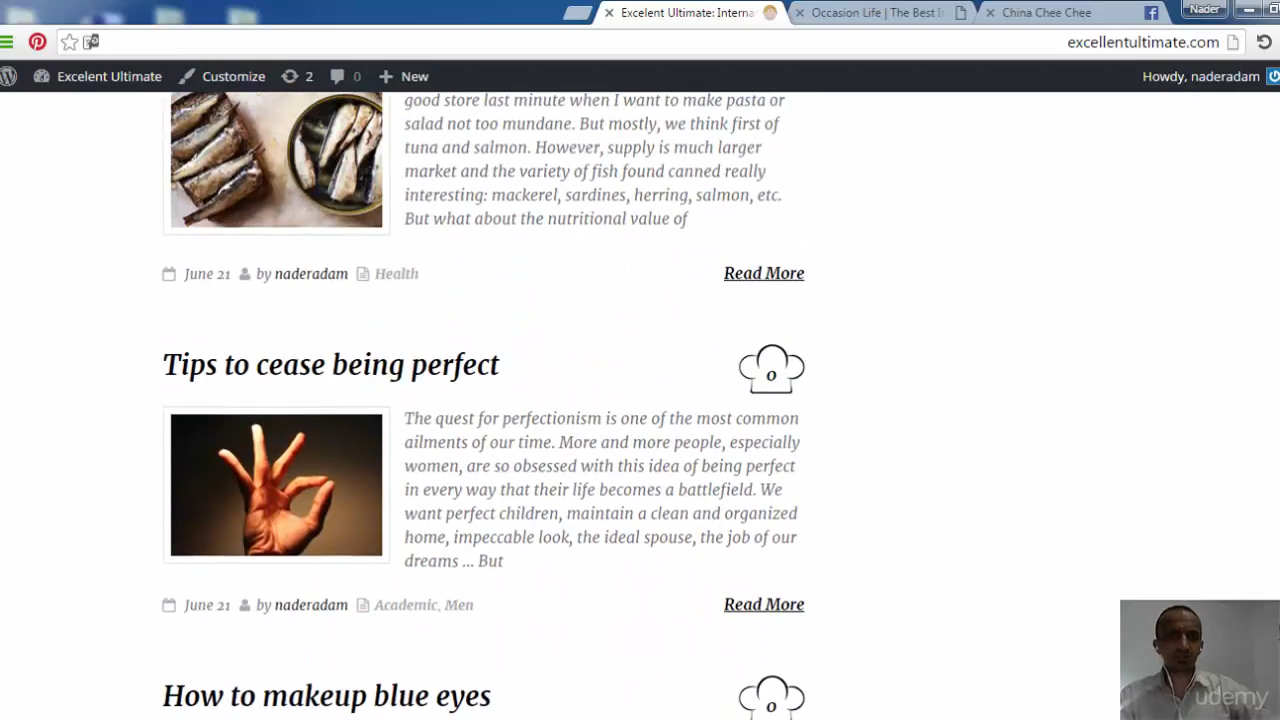 Excelent Ultimate: Interna
Occasion Life | The Best I
China Chee Chee
Nader
excellentultimate.com
Excelent Ultimate
Customize
2
0
New
Howdy, naderadam
good store last minute when I want to make pasta or
salad not too mundane. But mostly, we think first of
tuna and salmon. However, supply is much larger
market and the variety of fish found canned really
interesting: mackerel, sardines, herring, salmon, etc.
But what about the nutritional value of
June 21 by naderadam Health
Read More
Tips to cease being perfect
0
The quest for perfectionism is one of the most common
ailments of our time. More and more people, especially
women, are so obsessed with this idea of being perfect
in every way that their life becomes a battlefield. We
want perfect children, maintain a clean and organized
home, impeccable look, the ideal spouse, the job of our
dreams ... But
June 21 by naderadam Academic, Men
Read More
How to makeup blue eyes
0
udemy